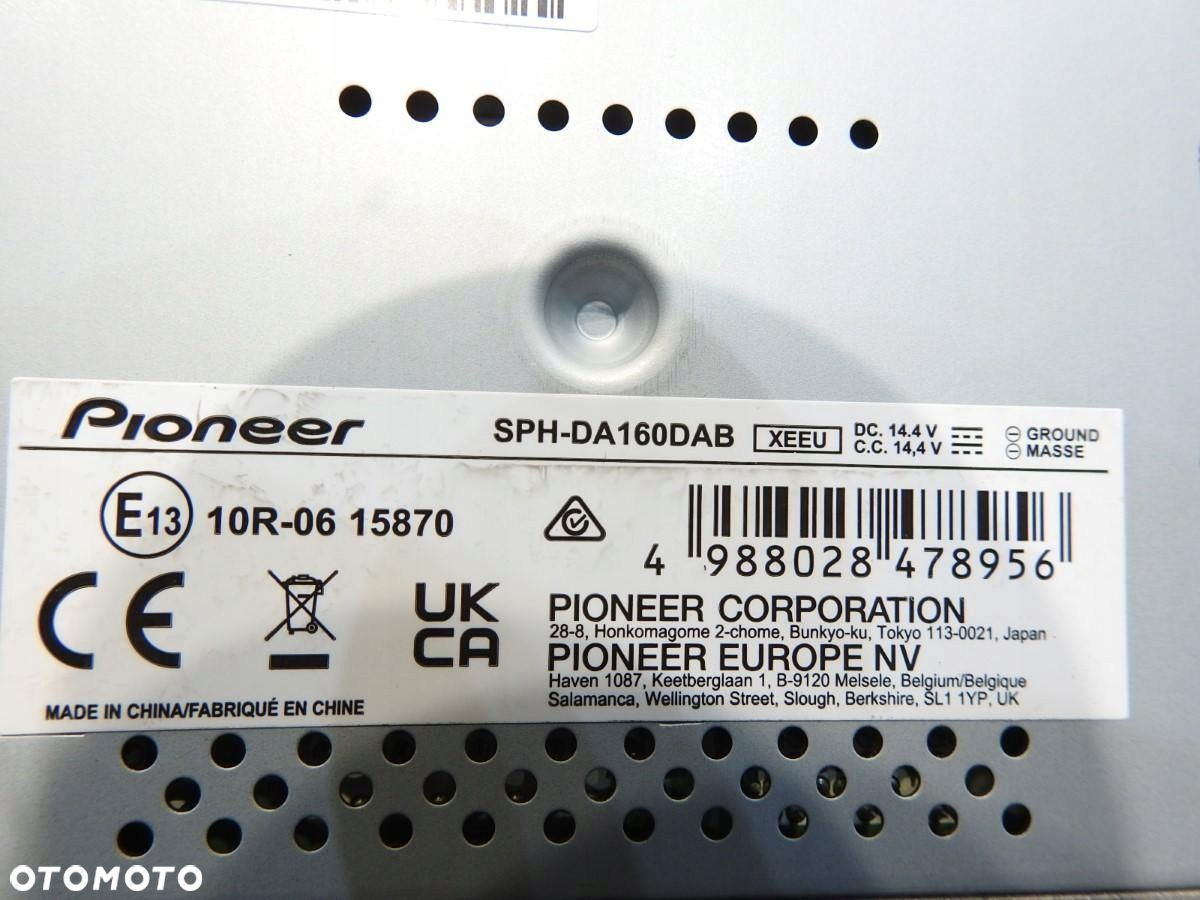 Pioneer SPH-DA160DAB XEEU DC. 14.4 V GROUND
C.C. 14,4 V MASSE
E13 10R-06 15870
4 988028 478956
CE UK
CA
PIONEER CORPORATION
28-8, Honkomagome 2-chome, Bunkyo-ku, Tokyo 113-0021, Japan
PIONEER EUROPE NV
Haven 1087, Keetberglaan 1, B-9120 Melsele, Belgium/Belgique
Salamanca, Wellington Street, Slough, Berkshire, SL1 1YP, UK
MADE IN CHINA/FABRIQUÉ EN CHINE
OTOMOTO